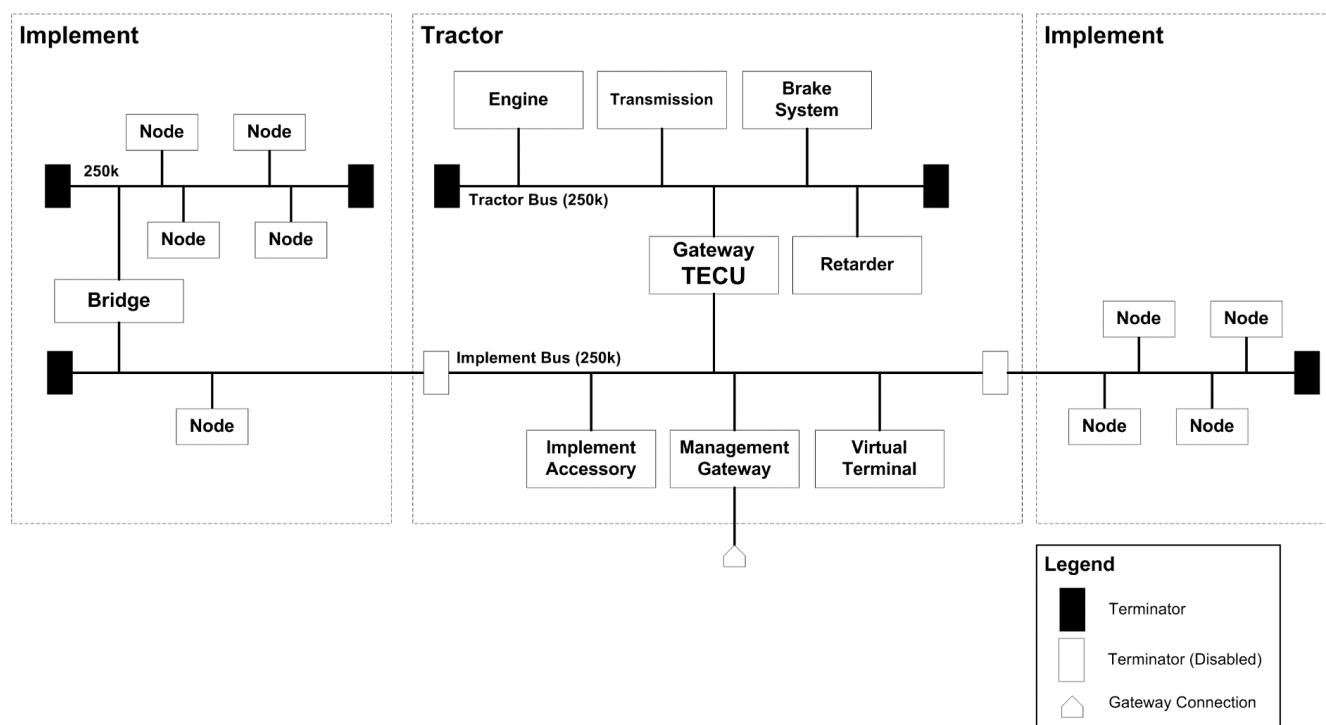 Implement
Node
Node
250k
Node
Node
Bridge
Node
Tractor
Engine
Transmission
Brake
System
Tractor Bus (250k)
Gateway
TECU
Retarder
Implement Bus (250k)
Implement
Accessory
Management
Gateway
Virtual
Terminal
Implement
Node
Node
Node
Node
Legend
Terminator
Terminator (Disabled)
Gateway Connection